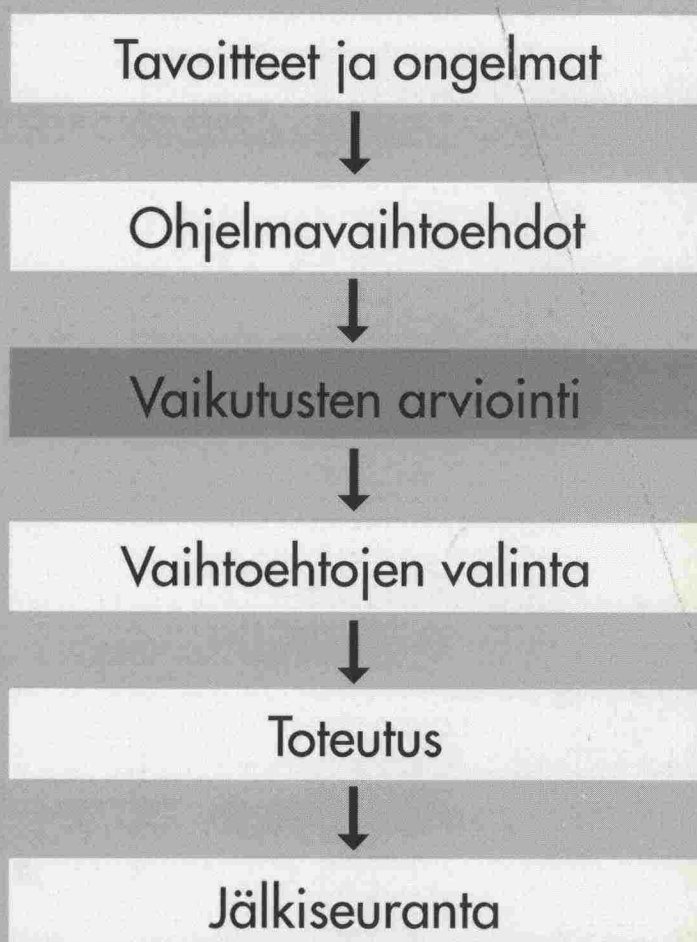 Tavoitteet ja ongelmat
Ohjelmavaihtoehdot
Vaikutusten arviointi
Vaihtoehtojen valinta
Toteutus
Jälkiseuranta